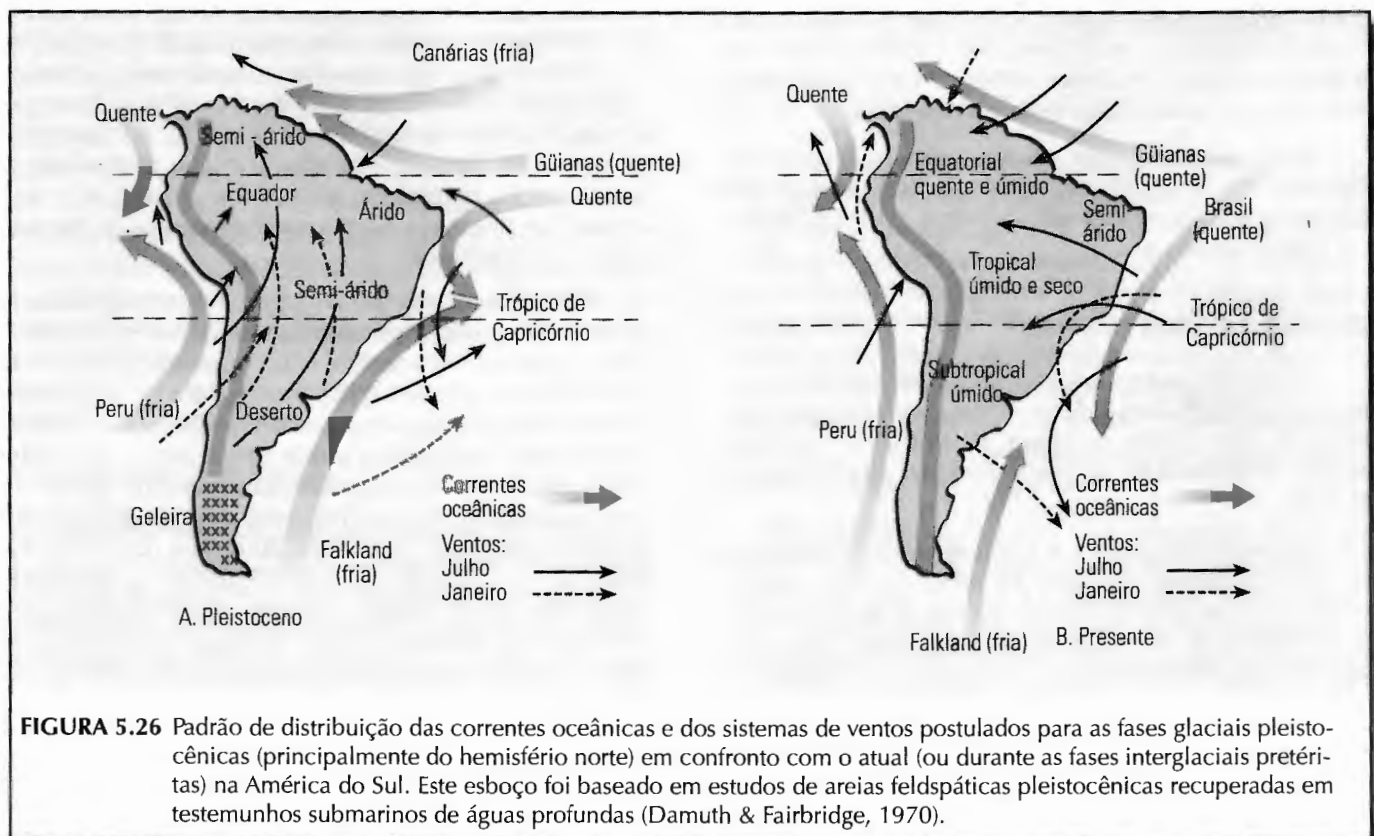 Canárias (fria)
Quente
Semi-árido
Güianas (quente)
Equador
Quente
Árido
Semi-árido
Trópico de
Capricórnio
Peru (fria)
Deserto
Geleira
xxxx
xxxx
xxxx
xxxx
xxx
xx
Correntes
oceânicas
Falkland
(fria)
Ventos:
Julho
Janeiro
A. Pleistoceno
Quente
Equatorial
quente e úmido
Güianas
(quente)
Semi-
árido
Brasil
(quente)
Tropical
úmido e seco
Trópico de
Capricórnio
Subtropical
úmido
Peru (fria)
Correntes
oceânicas
Ventos:
Julho
Janeiro
Falkland (fria)
B. Presente
FIGURA 5.26 Padrão de distribuição das correntes oceânicas e dos sistemas de ventos postulados para as fases glaciais pleisto-
cênicas (principalmente do hemisfério norte) em confronto com o atual (ou durante as fases interglaciais pretéri-
tas) na América do Sul. Este esboço foi baseado em estudos de areias feldspáticas pleistocênicas recuperadas em
testemunhos submarinos de águas profundas (Damuth & Fairbridge, 1970).